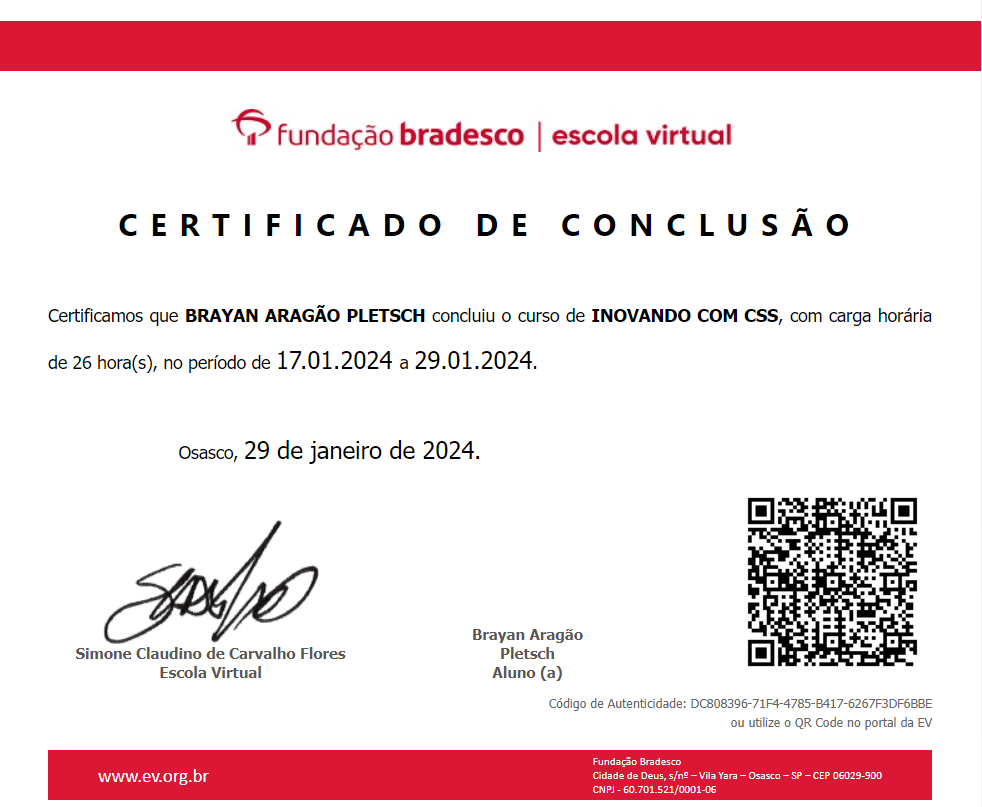 fundação bradesco | escola virtual
CERTIFICADO DE CONCLUSÃO
Certificamos que BRAYAN ARAGÃO PLETSCH concluiu o curso de INOVANDO COM CSS, com carga horária
de 26 hora(s), no período de 17.01.2024 a 29.01.2024.
Osasco, 29 de janeiro de 2024.
Simone Claudino de Carvalho Flores
Escola Virtual
Brayan Aragão
Pletsch
Aluno (a)
Código de Autenticidade: DC808396-71F4-4785-B417-6267F3DF6BBE
ou utilize o QR Code no portal da EV
www.ev.org.br
Fundação Bradesco
Cidade de Deus, s/nº – Vila Yara – Osasco – SP – CEP 06029-900
CNPJ - 60.701.521/0001-06